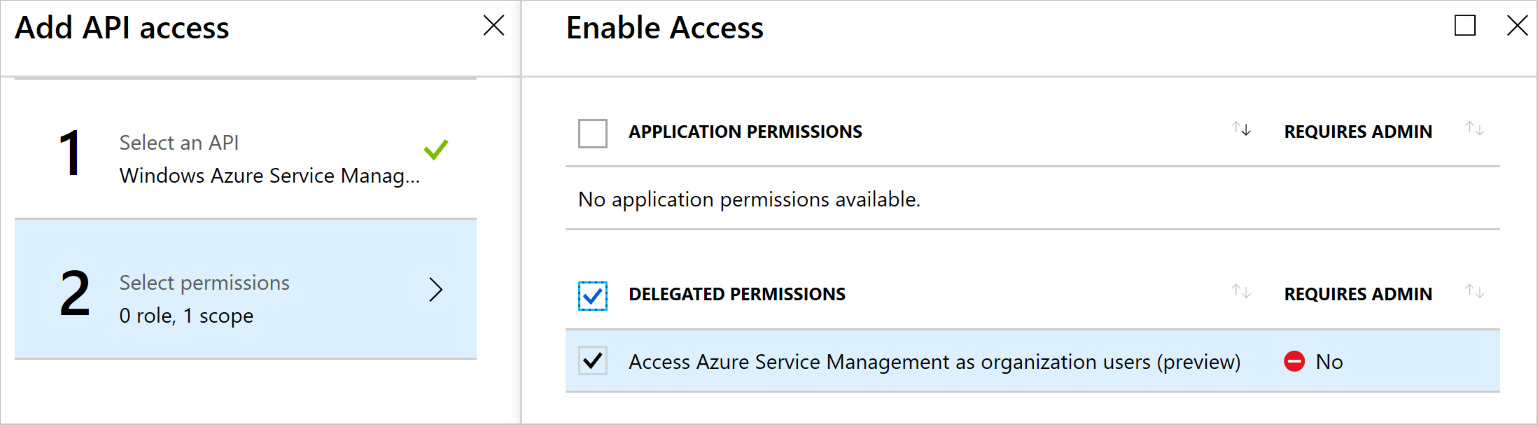 Add API access
1
Select an API
Windows Azure Service Manag...
2
Select permissions
0 role, 1 scope
Enable Access
APPLICATION PERMISSIONS
REQUIRES ADMIN
No application permissions available.
DELEGATED PERMISSIONS
REQUIRES ADMIN
Access Azure Service Management as organization users (preview)
No